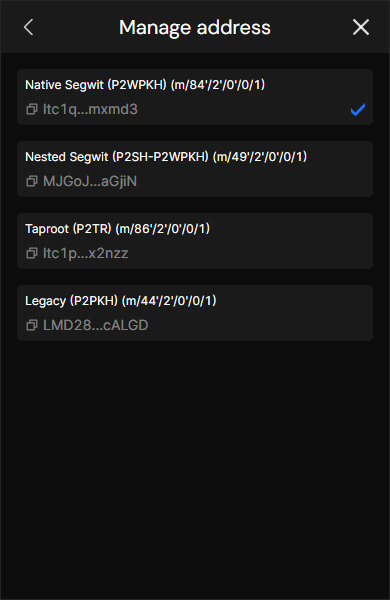 Manage address
Native Segwit (P2WPKH) (m/84'/2'/0'/0/1)
ltc1q...mxmd3
Nested Segwit (P2SH-P2WPKH) (m/49'/2'/0'/0/1)
MJGoJ...aGjiN
Taproot (P2TR) (m/86'/2'/0'/0/1)
ltc1p...x2nzz
Legacy (P2PKH) (m/44'/2'/0'/0/1)
LMD28...cALGD